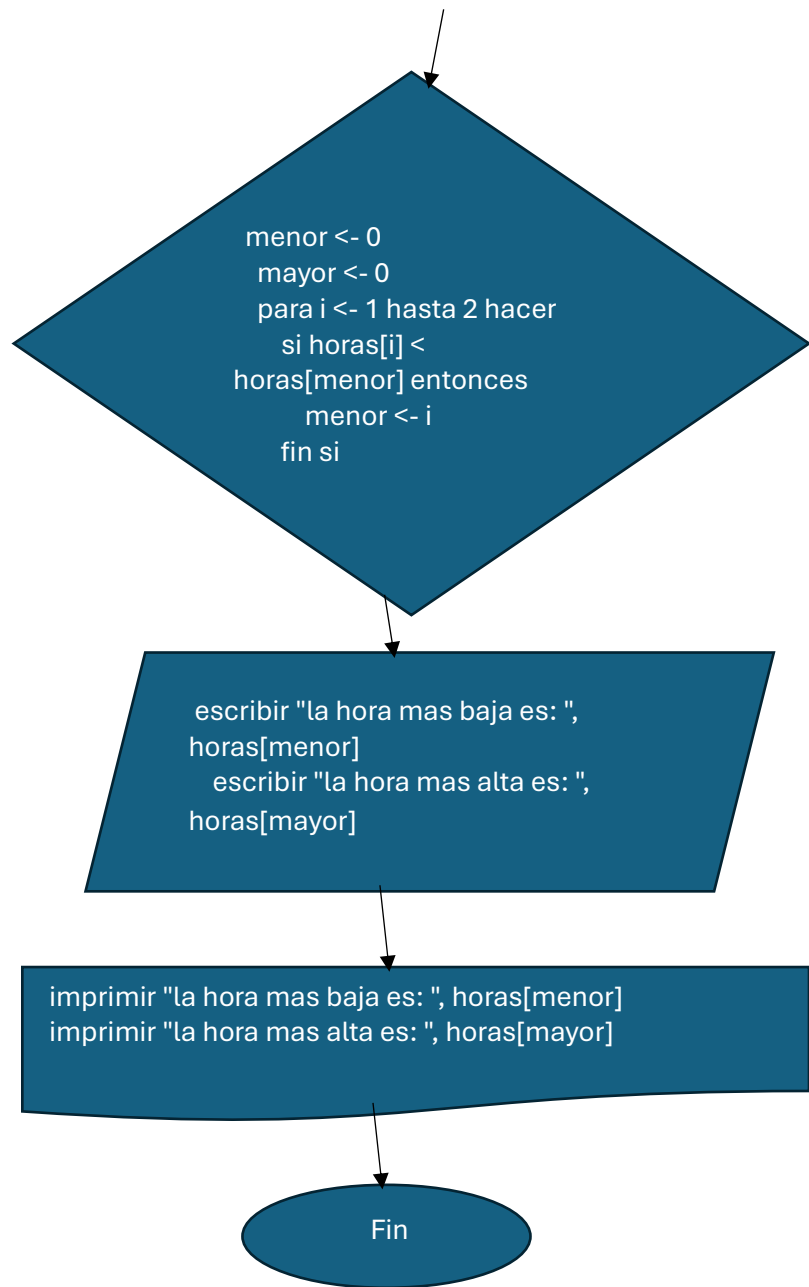 menor <- 0
mayor <- 0
para i <- 1 hasta 2 hacer
si horas[i] <
horas[menor] entonces
menor <- i
fin si
escribir "la hora mas baja es: ",
horas[menor]
escribir "la hora mas alta es: ",
horas[mayor]
imprimir "la hora mas baja es: ", horas[menor]
imprimir "la hora mas alta es: ", horas[mayor]
Fin